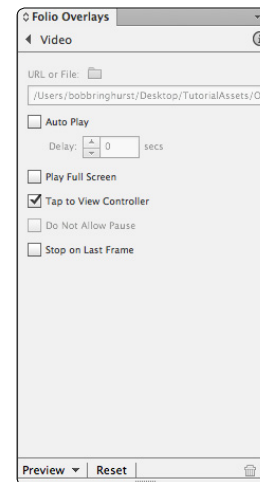 Folio Overlays
Video
URL or File:
/Users/bobbringhurst/Desktop/TutorialAssets/O
Auto Play
Delay: 0 secs
Play Full Screen
Tap to View Controller
Do Not Allow Pause
Stop on Last Frame
Preview Reset